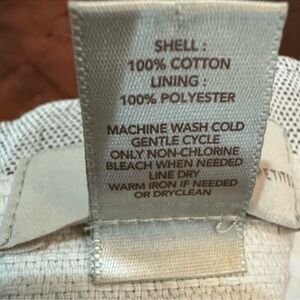 SHELL :
100% COTTON
LINING :
100% POLYESTER
MACHINE WASH COLD
GENTLE CYCLE
ONLY NON-CHLORINE
BLEACH WHEN NEEDED
LINE DRY
WARM IRON IF NEEDED
OR DRYCLEAN